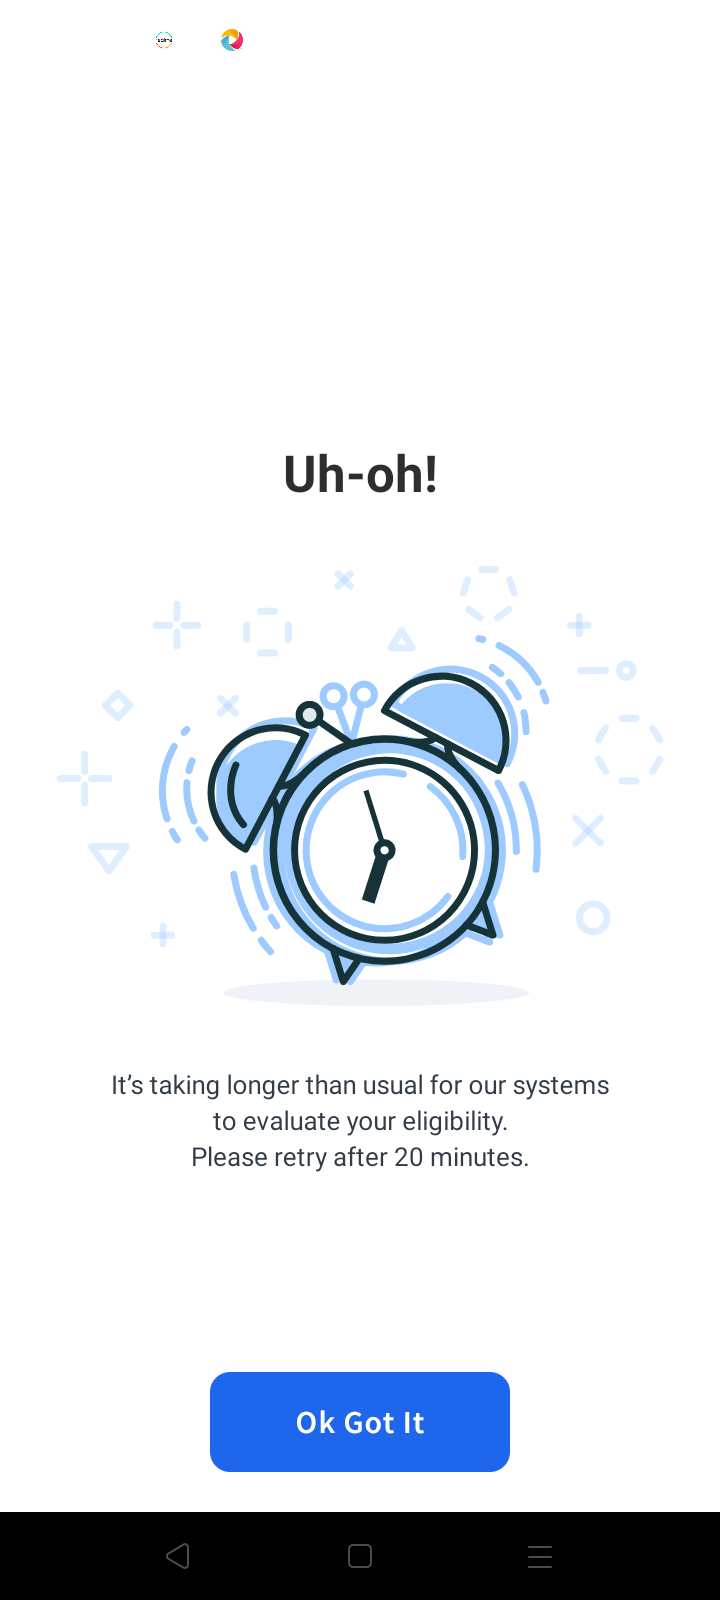 Uh-oh!
It's taking longer than usual for our systems
to evaluate your eligibility.
Please retry after 20 minutes.
Ok Got It